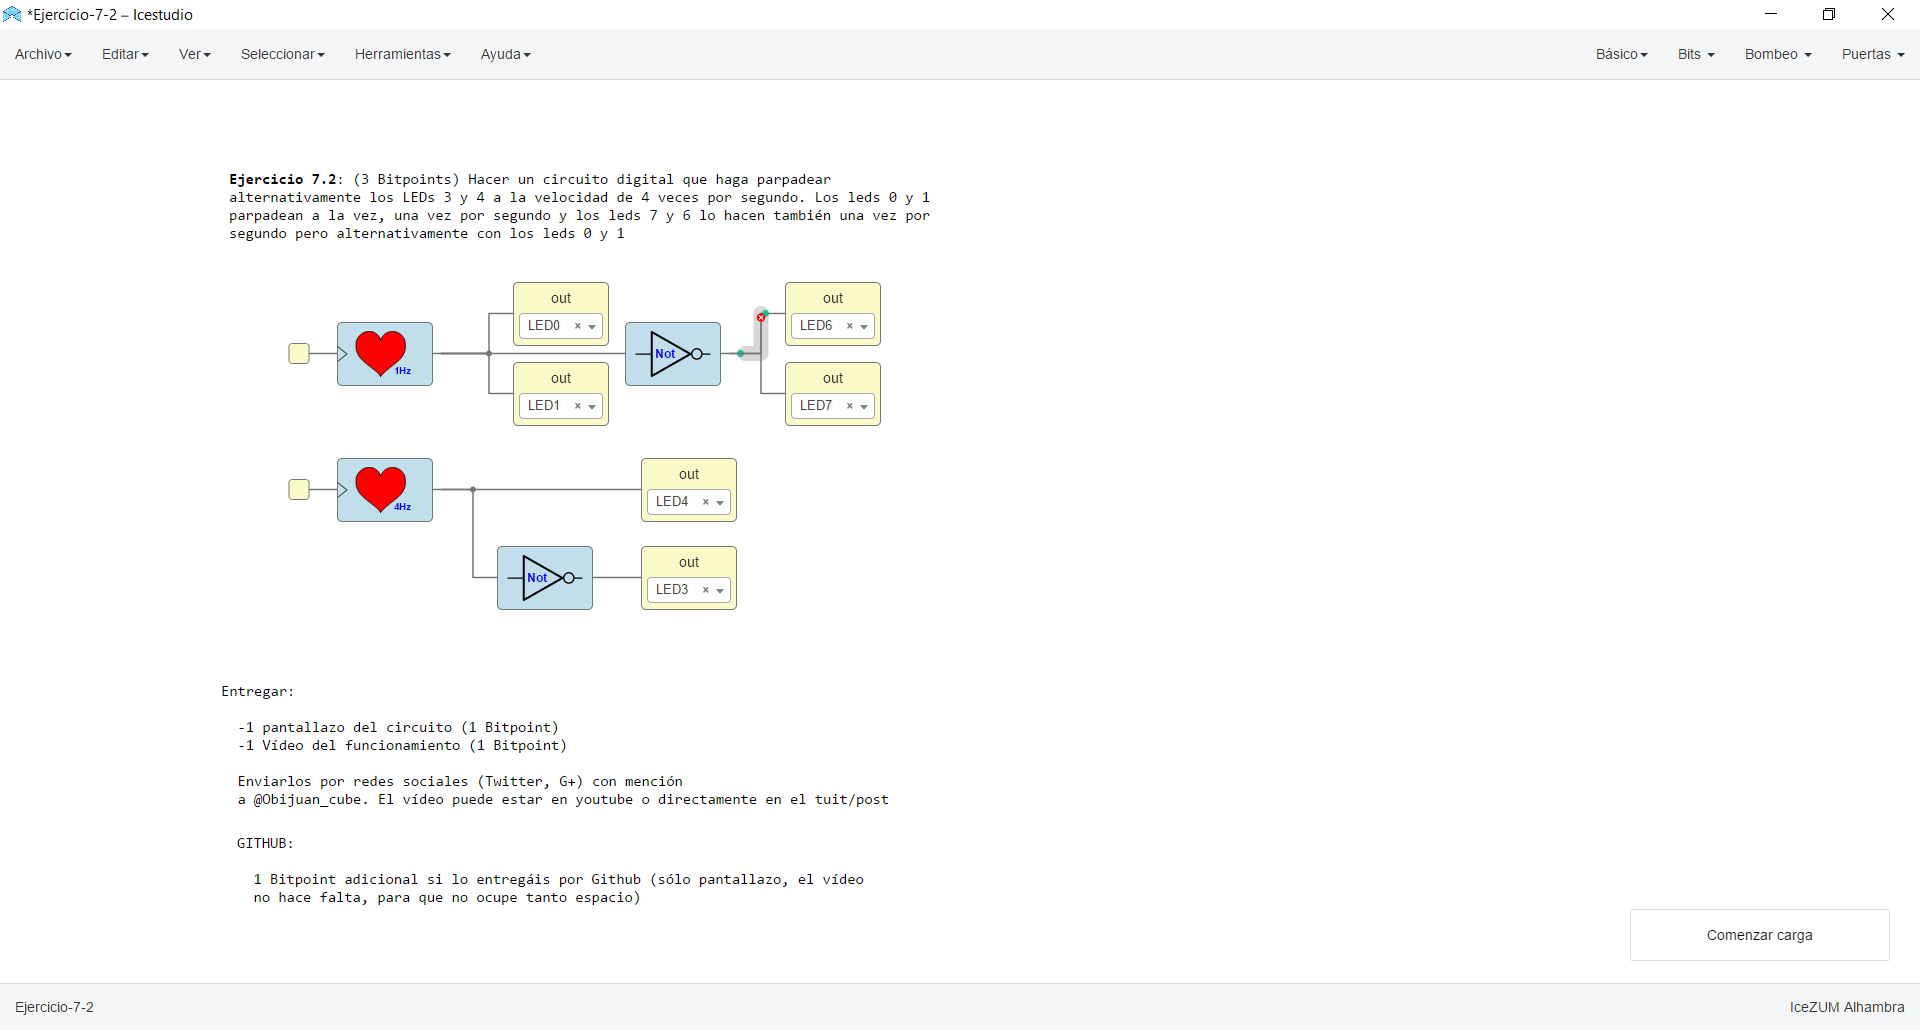 *Ejercicio-7-2 – Icestudio
Archivo Editar Ver Seleccionar Herramientas Ayuda Básico Bits Bombeo Puertas
Ejercicio 7.2: (3 Bitpoints) Hacer un circuito digital que haga parpadear
alternativamente los LEDs 3 y 4 a la velocidad de 4 veces por segundo. Los leds 0 y 1
parpadean a la vez, una vez por segundo y los leds 7 y 6 lo hacen también una vez por
segundo pero alternativamente con los leds 0 y 1
out
LED0 ×
out
LED6 ×
1Hz
Not
out
LED1 ×
out
LED7 ×
4Hz
out
LED4 ×
Not
out
LED3 ×
Entregar:
-1 pantallazo del circuito (1 Bitpoint)
-1 Vídeo del funcionamiento (1 Bitpoint)
Enviarlos por redes sociales (Twitter, G+) con mención
a @Obijuan_cube. El vídeo puede estar en youtube o directamente en el tuit/post
GITHUB:
1 Bitpoint adicional si lo entregáis por Github (sólo pantallazo, el vídeo
no hace falta, para que no ocupe tanto espacio)
Comenzar carga
Ejercicio-7-2
IceZUM Alhambra